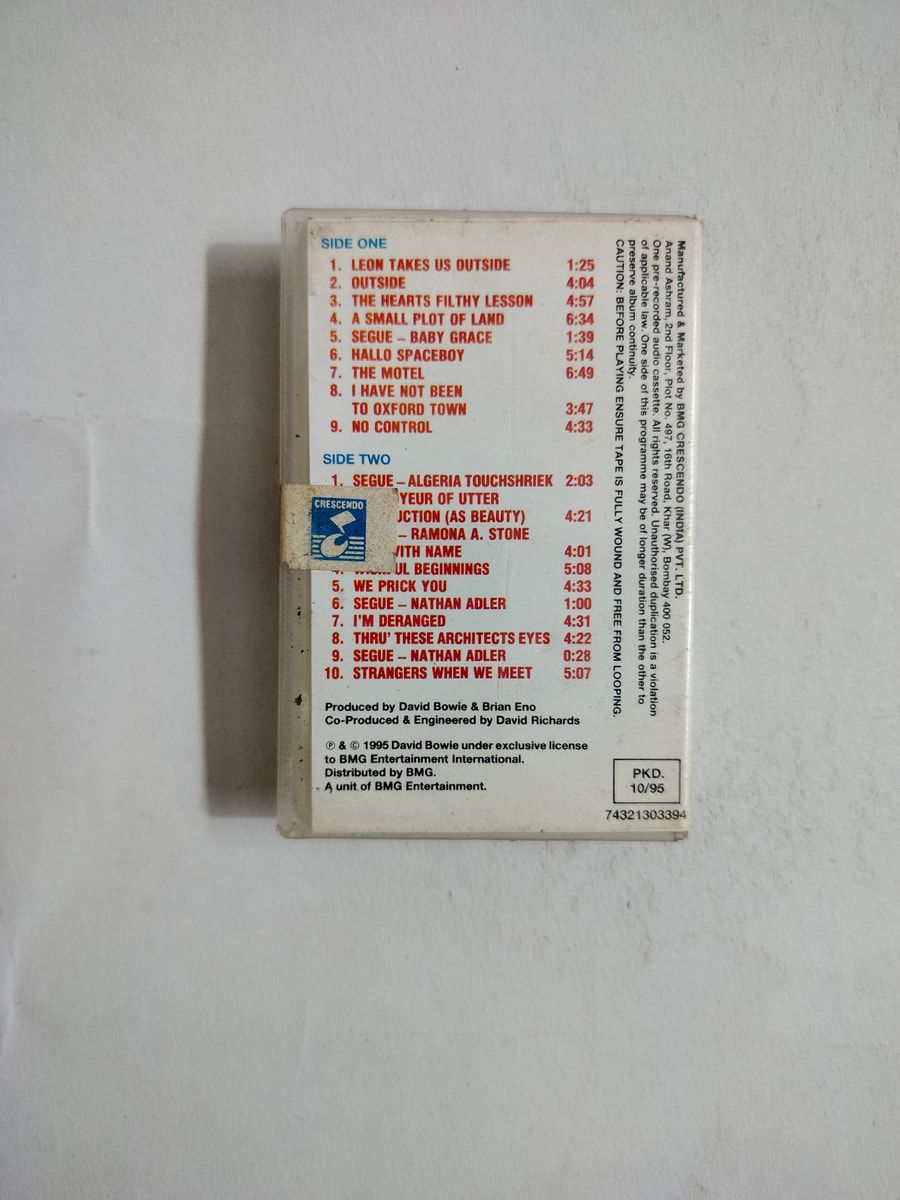 SIDE ONE
1. LEON TAKES US OUTSIDE 1:25
2. OUTSIDE 4:04
3. THE HEARTS FILTHY LESSON 4:57
4. A SMALL PLOT OF LAND 6:34
5. SEGUE – BABY GRACE 1:39
6. HALLO SPACEBOY 5:14
7. THE MOTEL 6:49
8. I HAVE NOT BEEN
TO OXFORD TOWN 3:47
9. NO CONTROL 4:33
SIDE TWO
1. SEGUE – ALGERIA TOUCHSHRIEK 2:03
YEUR OF UTTER
UCTION (AS BEAUTY) 4:21
– RAMONA A. STONE
WITH NAME 4:01
UL BEGINNINGS 5:08
5. WE PRICK YOU 4:33
6. SEGUE – NATHAN ADLER 1:00
7. I'M DERANGED 4:31
8. THRU' THESE ARCHITECTS EYES 4:22
9. SEGUE – NATHAN ADLER 0:28
10. STRANGERS WHEN WE MEET 5:07
CRESCENDO
Produced by David Bowie & Brian Eno
Co-Produced & Engineered by David Richards
℗ & © 1995 David Bowie under exclusive license
to BMG Entertainment International.
Distributed by BMG.
A unit of BMG Entertainment.
Manufactured & Marketed by BMG CRESCENDO (INDIA) PVT. LTD.
Anand Ashram, 2nd Floor, Plot No. 497, 16th Road, Khar (W), Bombay 400 052.
One pre-recorded audio cassette. All rights reserved. Unauthorised duplication is a violation
of applicable law. One side of this programme may be of longer duration than the other to
preserve album continuity.
CAUTION: BEFORE PLAYING ENSURE TAPE IS FULLY WOUND AND FREE FROM LOOPING.
PKD.
10/95
74321303394